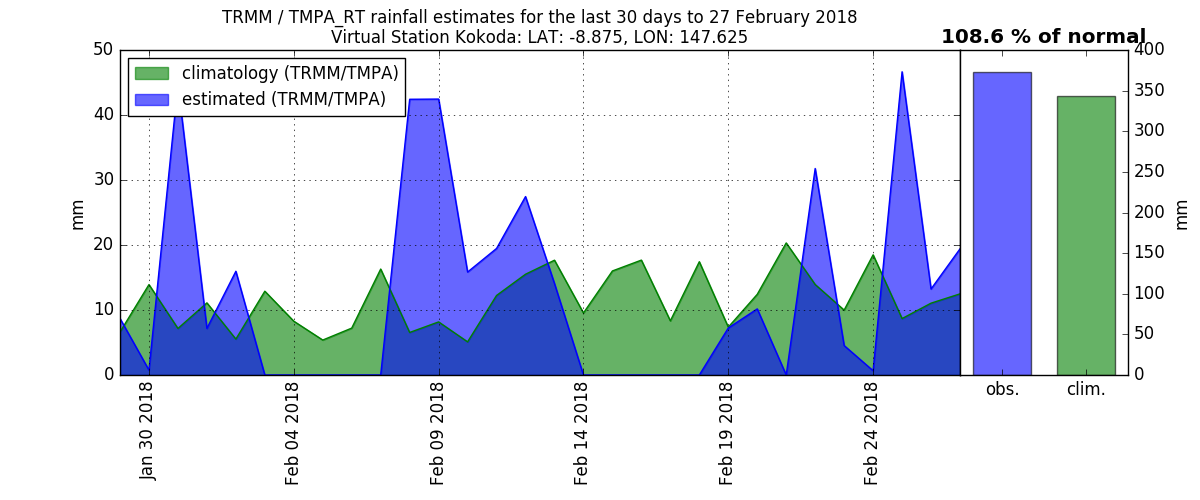 TRMM / TMPA_RT rainfall estimates for the last 30 days to 27 February 2018
Virtual Station Kokoda: LAT: -8.875, LON: 147.625
108.6 % of normal
climatology (TRMM/TMPA)
estimated (TRMM/TMPA)
50
40
30
20
10
0
mm
Jan 30 2018
Feb 04 2018
Feb 09 2018
Feb 14 2018
Feb 19 2018
Feb 24 2018
obs.
clim.
400
350
300
250
200
150
100
50
0
mm